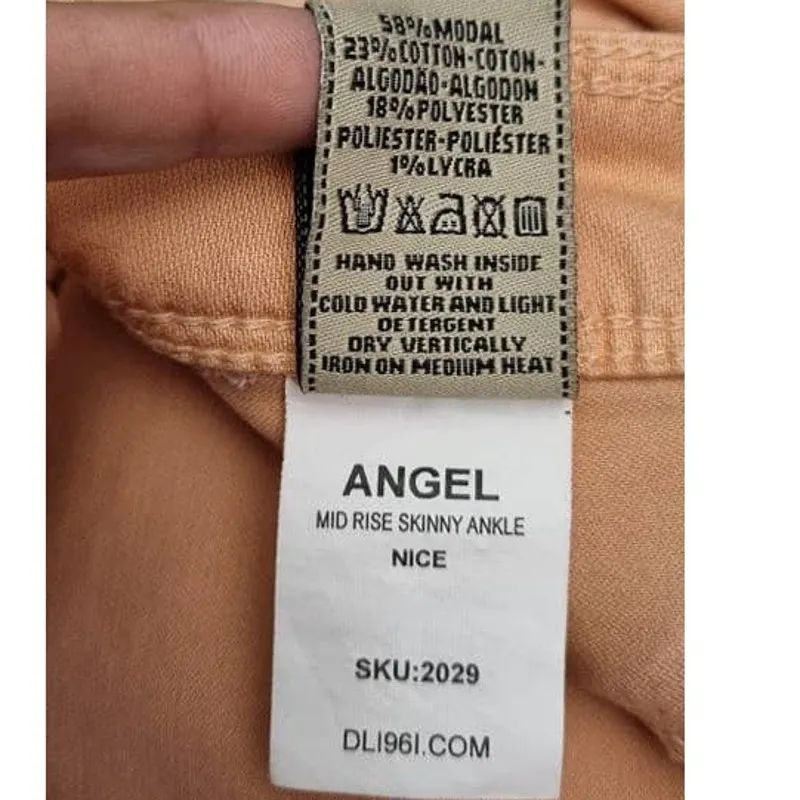 58%MODAL
23%COTTON-COTON-
ALGODÃO-ALGODON
18%POLYESTER
POLIESTER-POLIÉSTER
1%LYCRA
HAND WASH INSIDE
OUT WITH
COLD WATER AND LIGHT
DETERGENT
DRY VERTICALLY
IRON ON MEDIUM HEAT
ANGEL
MID RISE SKINNY ANKLE
NICE
SKU:2029
DLI96I.COM